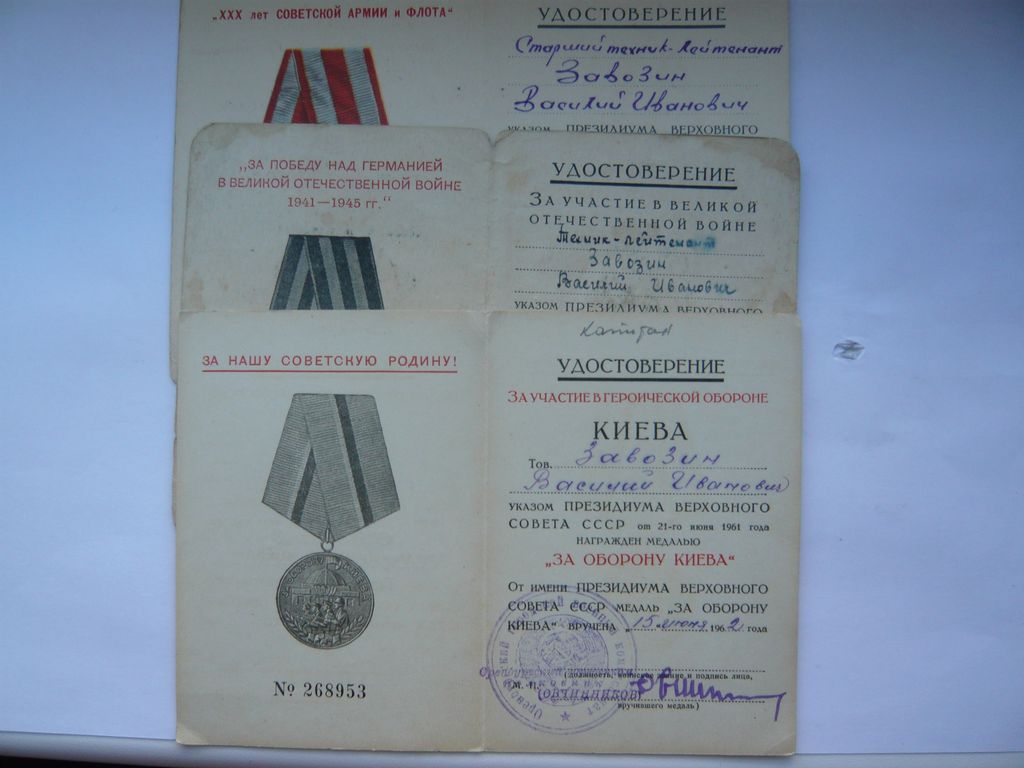 „XXX лет СОВЕТСКОЙ АРМИИ и ФЛОТА“
УДОСТОВЕРЕНИЕ
Старший техник-лейтенант
Завозин
Василий Иванович
указом ПРЕЗИДИУМА ВЕРХОВНОГО
„ЗА ПОБЕДУ НАД ГЕРМАНИЕЙ
В ВЕЛИКОЙ ОТЕЧЕСТВЕННОЙ ВОЙНЕ
1941—1945 гг.“
УДОСТОВЕРЕНИЕ
ЗА УЧАСТИЕ В ВЕЛИКОЙ
ОТЕЧЕСТВЕННОЙ ВОЙНЕ
Техник-лейтенант
Завозин
Василий Иванович
УКАЗОМ ПРЕЗИДИУМА ВЕРХОВНОГО
ЗА НАШУ СОВЕТСКУЮ РОДИНУ!
№ 268953
капитан
УДОСТОВЕРЕНИЕ
ЗА УЧАСТИЕ В ГЕРОИЧЕСКОЙ ОБОРОНЕ
КИЕВА
Тов. Завозин
Василий Иванович
УКАЗОМ ПРЕЗИДИУМА ВЕРХОВНОГО
СОВЕТА СССР от 21-го июня 1961 года
НАГРАЖДЕН МЕДАЛЬЮ
„ЗА ОБОРОНУ КИЕВА“
От имени ПРЕЗИДИУМА ВЕРХОВНОГО
СОВЕТА СССР МЕДАЛЬ „ЗА ОБОРОНУ
КИЕВА“ ВРУЧЕНА „15 июня 1962 года
(должность, воинское звание и подпись лица,
М. П. (ОВЧИННИКОВ)
вручившего медаль)